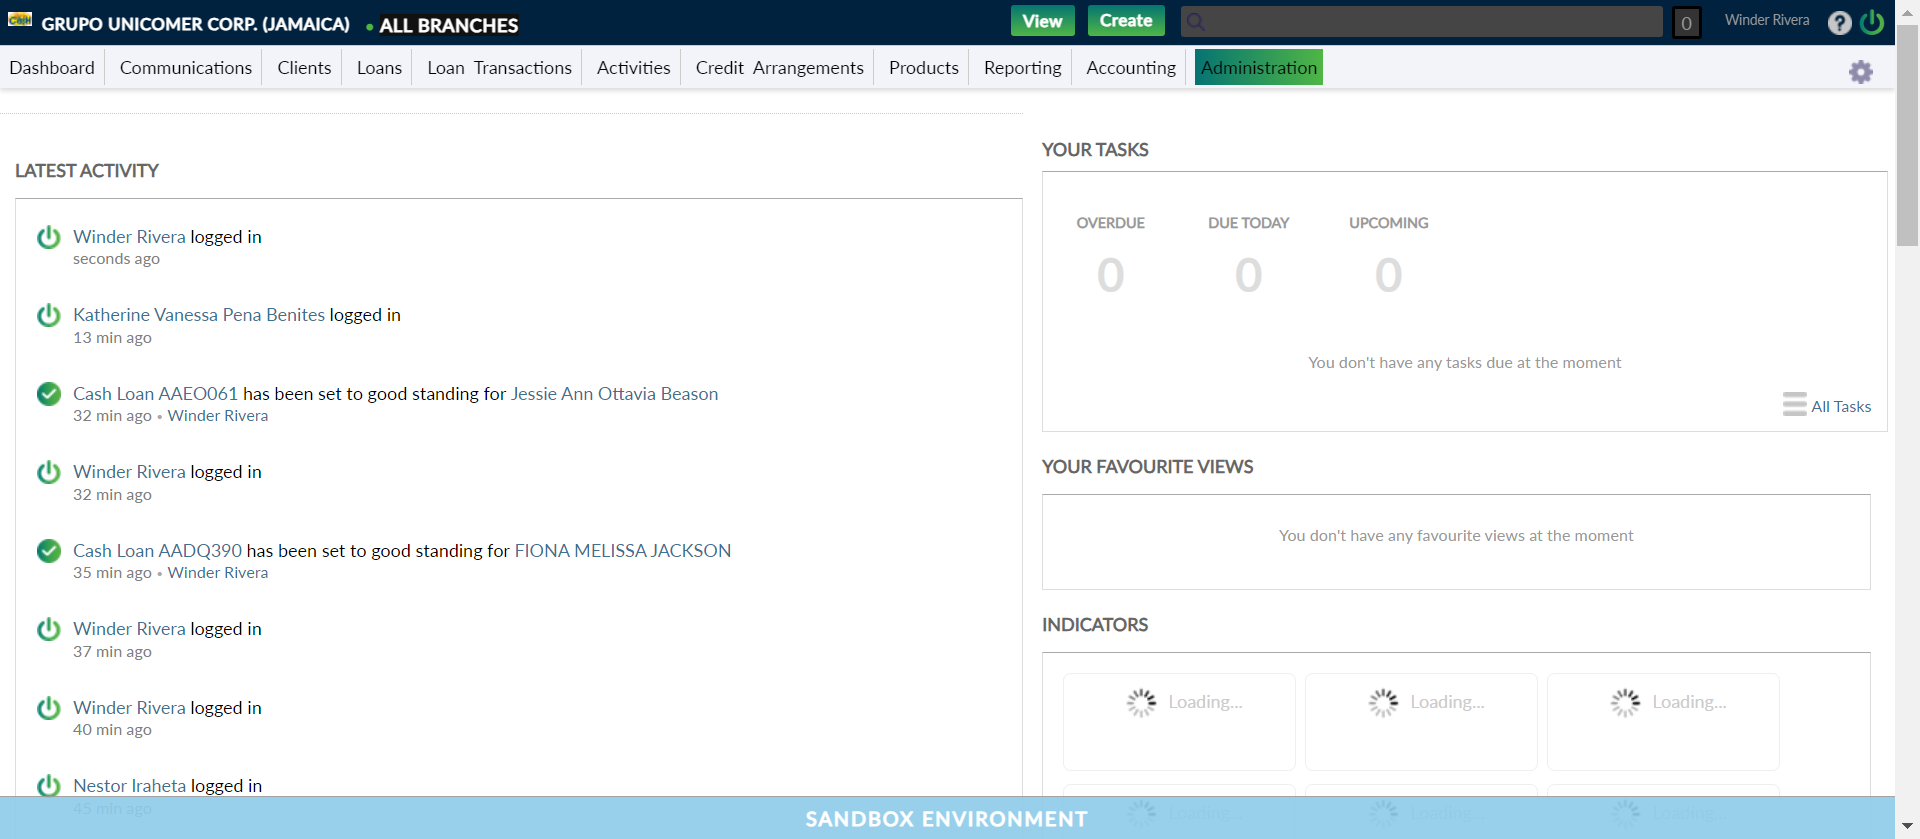 GRUPO UNICOMER CORP. (JAMAICA) • ALL BRANCHES
View
Create
0
Winder Rivera
?
Dashboard
Communications
Clients
Loans
Loan Transactions
Activities
Credit Arrangements
Products
Reporting
Accounting
Administration
LATEST ACTIVITY
Winder Rivera logged in
seconds ago
Katherine Vanessa Pena Benites logged in
13 min ago
Cash Loan AAEO061 has been set to good standing for Jessie Ann Ottavia Beason
32 min ago • Winder Rivera
Winder Rivera logged in
32 min ago
Cash Loan AADQ390 has been set to good standing for FIONA MELISSA JACKSON
35 min ago • Winder Rivera
Winder Rivera logged in
37 min ago
Winder Rivera logged in
40 min ago
Nestor Iraheta logged in
45 min ago
YOUR TASKS
OVERDUE
0
DUE TODAY
0
UPCOMING
0
You don't have any tasks due at the moment
All Tasks
YOUR FAVOURITE VIEWS
You don't have any favourite views at the moment
INDICATORS
Loading...
Loading...
Loading...
Loading...
Loading...
Loading...
SANDBOX ENVIRONMENT